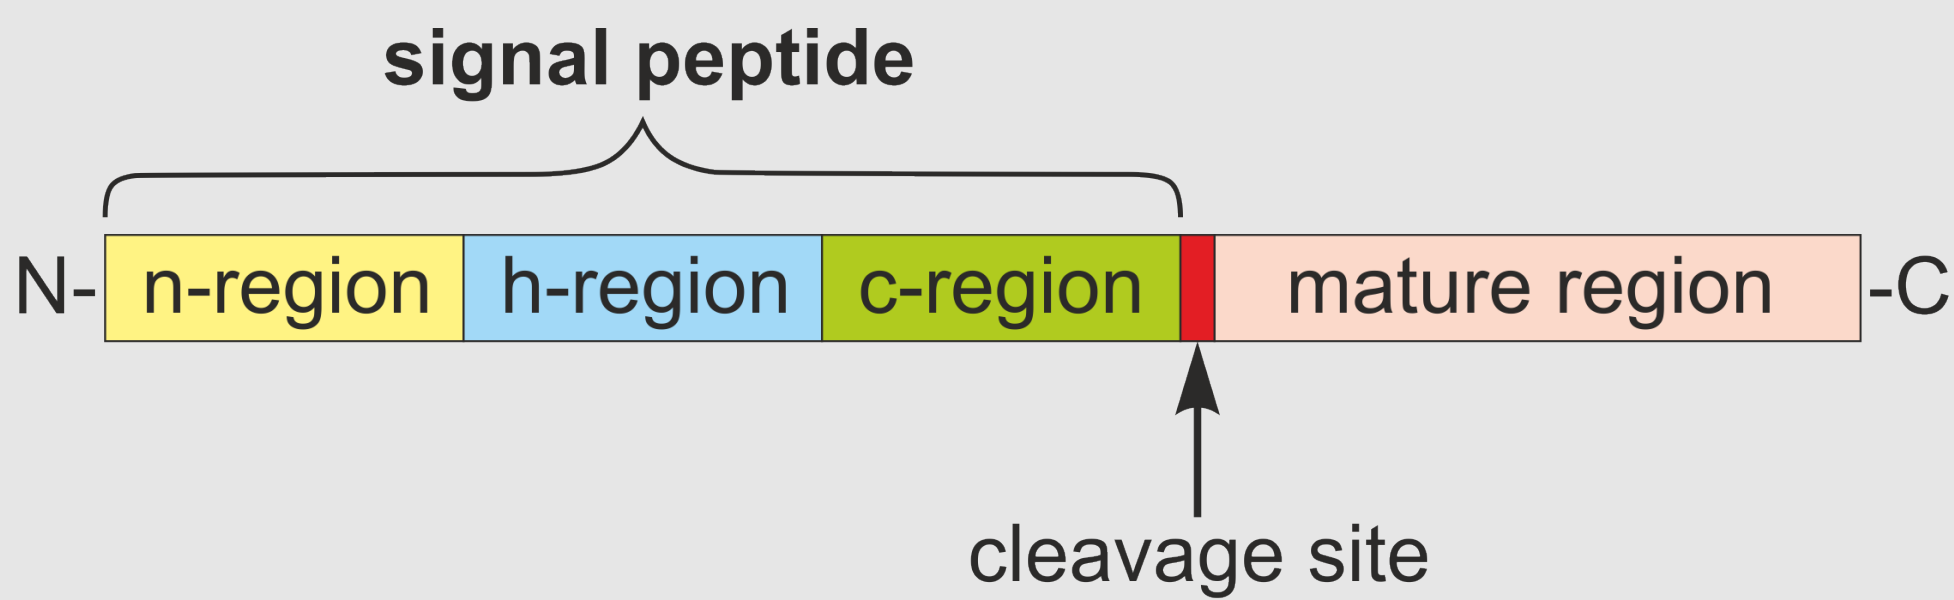 signal peptide
N- n-region h-region c-region mature region -C
cleavage site